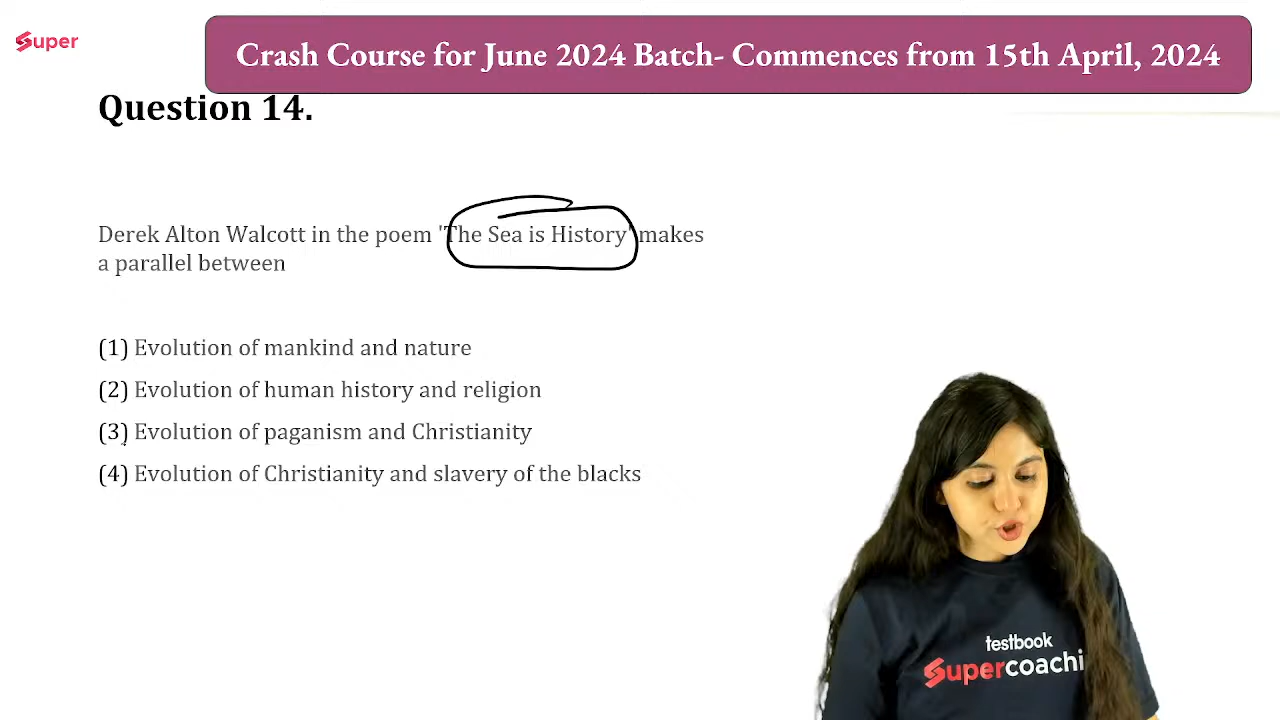 Super
Crash Course for June 2024 Batch- Commences from 15th April, 2024
Question 14.
Derek Alton Walcott in the poem 'The Sea is History' makes
a parallel between
(1) Evolution of mankind and nature
(2) Evolution of human history and religion
(3) Evolution of paganism and Christianity
(4) Evolution of Christianity and slavery of the blacks
testbook
Supercoachi